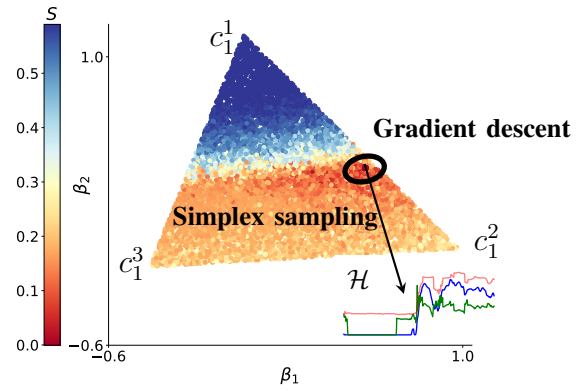 S
0.5
0.4
0.3
0.2
0.1
0.0
1.0
β₂
−0.6
−0.6
β₁
1.0
c₁¹
Gradient descent
Simplex sampling
c₁³
c₁²
ℋ